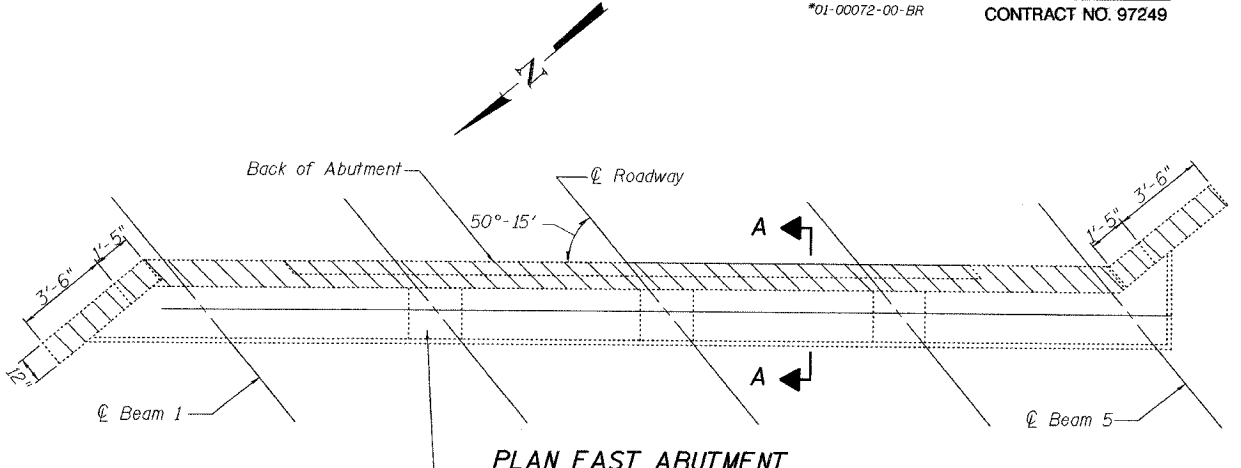 *01-00072-00-BR
CONTRACT NO. 97249
N
Back of Abutment
℄ Roadway
50°-15'
A
3'-6"
1'-5"
1'-5"
3'-6"
12"
A
℄ Beam 1
℄ Beam 5
PLAN EAST ABUTMENT